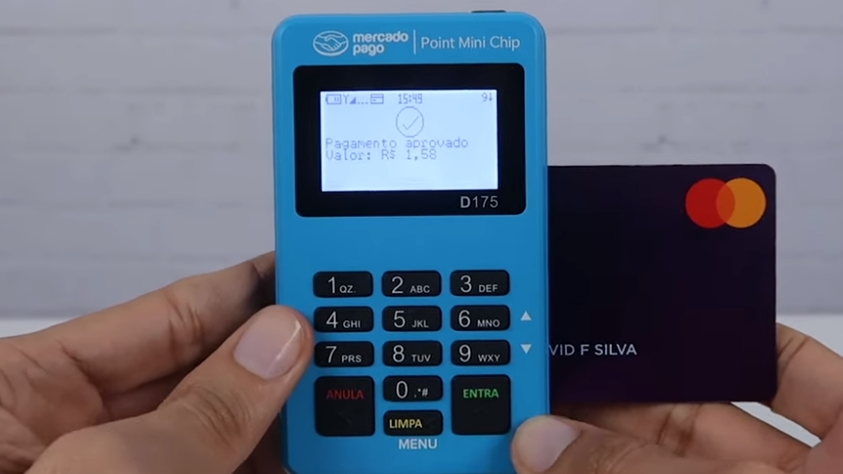 mercado
pago
Point Mini Chip
15:49
Pagamento aprovado
Valor: R$ 1,58
D175
1 QZ. 2 ABC 3 DEF
4 GHI 5 JKL 6 MNO
7 PRS 8 TUV 9 WXY
ANULA 0 .*# ENTRA
LIMPA
MENU
VID F SILVA